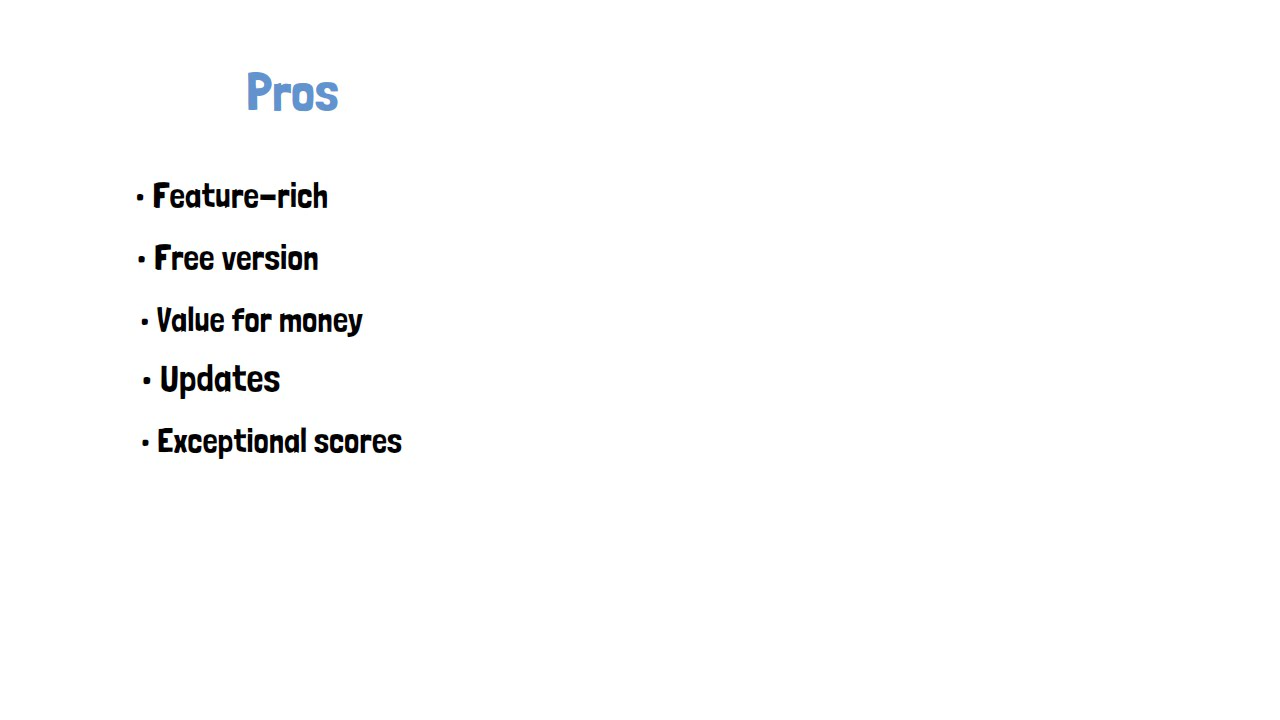 Pros
• Feature-rich
• Free version
• Value for money
• Updates
• Exceptional scores